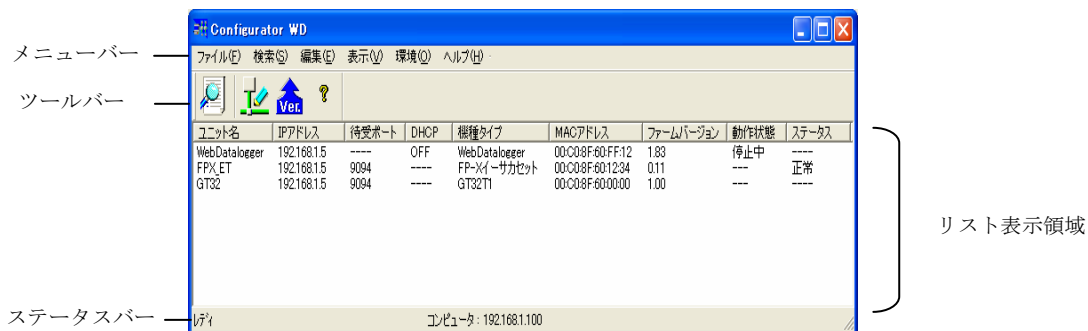 Configurator WD
メニューバー
ファイル(F) 検索(S) 編集(E) 表示(V) 環境(O) ヘルプ(H)
ツールバー
Ver.
?
ユニット名 IPアドレス 待受ポート DHCP 機種タイプ MACアドレス ファームバージョン 動作状態 ステータス
WebDatalogger 192.168.1.5 ---- OFF WebDatalogger 00:C0:8F:60:FF:12 1.83 停止中 ----
FPX_ET 192.168.1.5 9094 ---- FP-Xイーサカセット 00:C0:8F:60:12:34 0.11 --- 正常
GT32 192.168.1.5 9094 ---- GT32T1 00:C0:8F:60:00:00 1.00 --- ----
リスト表示領域
ステータスバー
レディ コンピュータ : 192.168.1.100